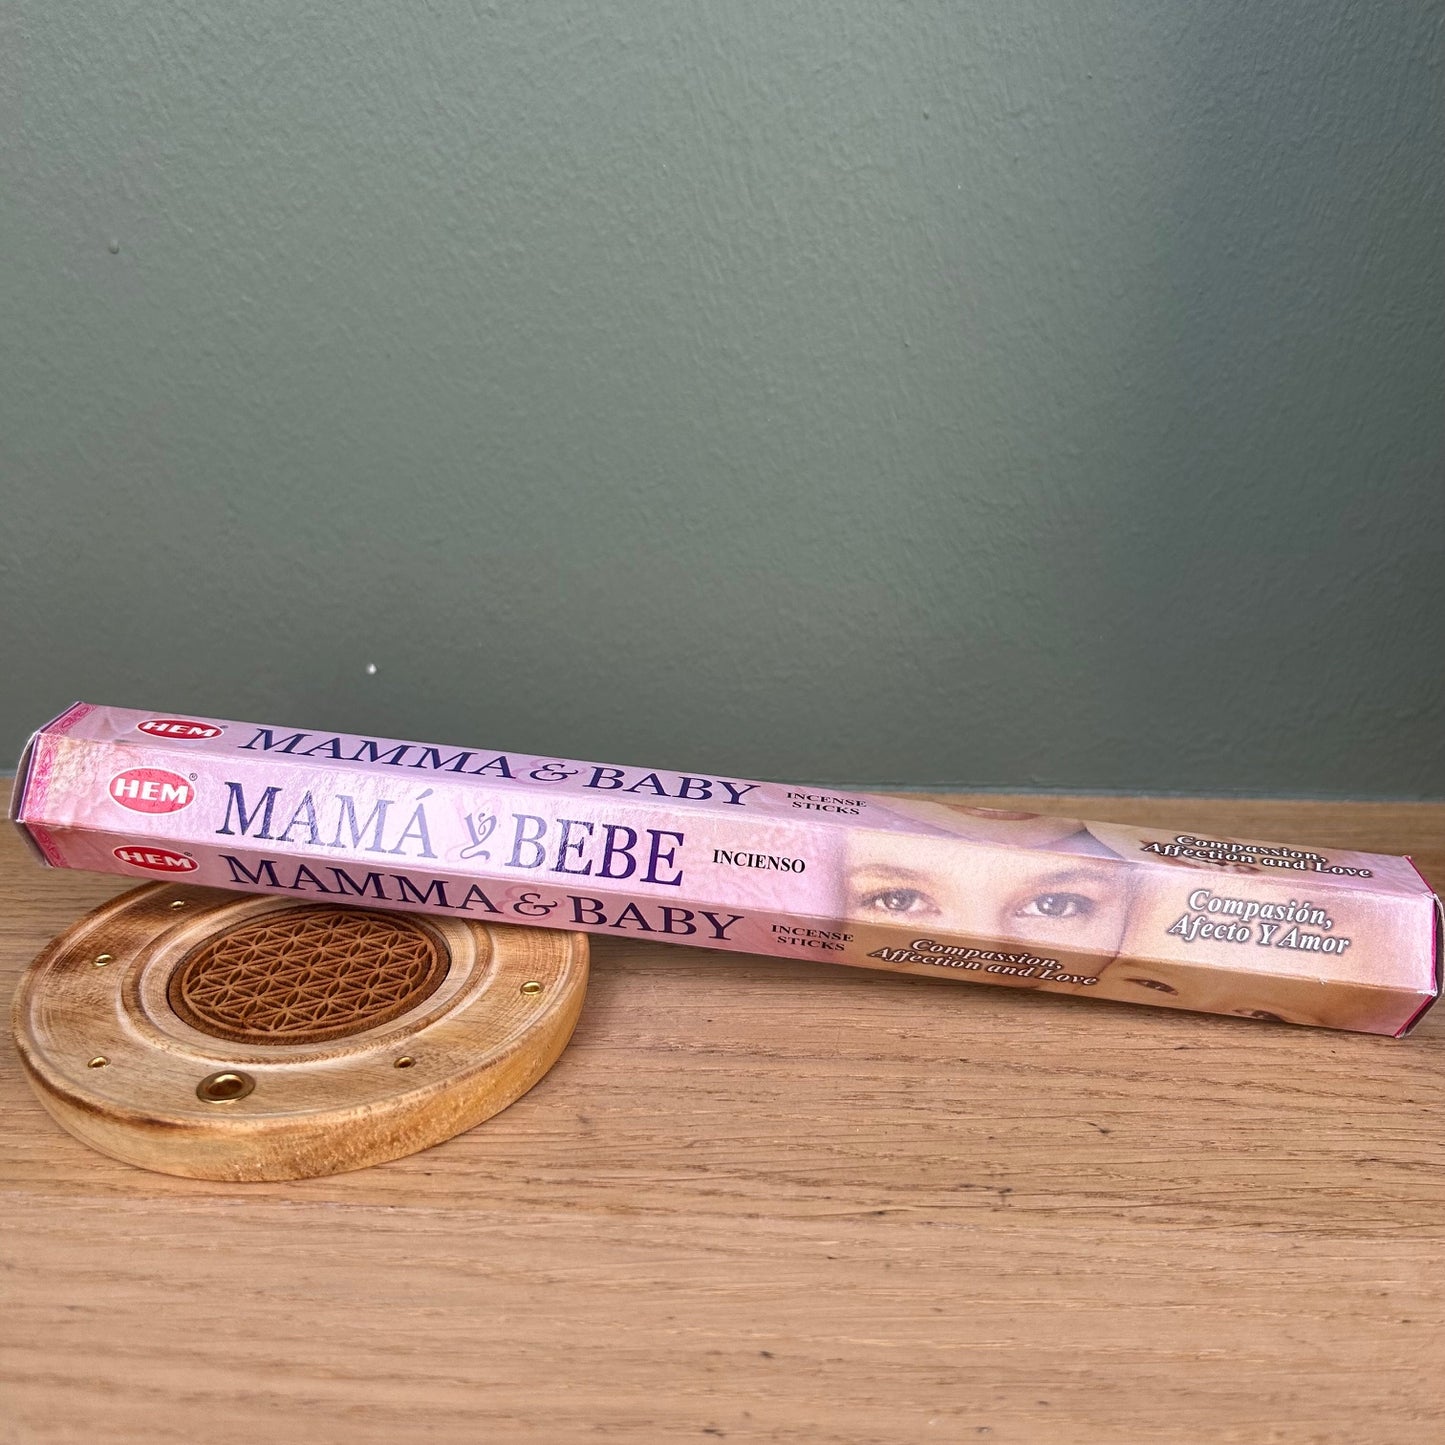 HEM
MAMMA & BABY
INCENSE
STICKS
Compassion,
Affection and Love
HEM®
MAMÁ y BEBE
INCIENSO
Compasión,
Afecto Y Amor
HEM
MAMMA & BABY
INCENSE
STICKS
Compassion,
Affection and Love